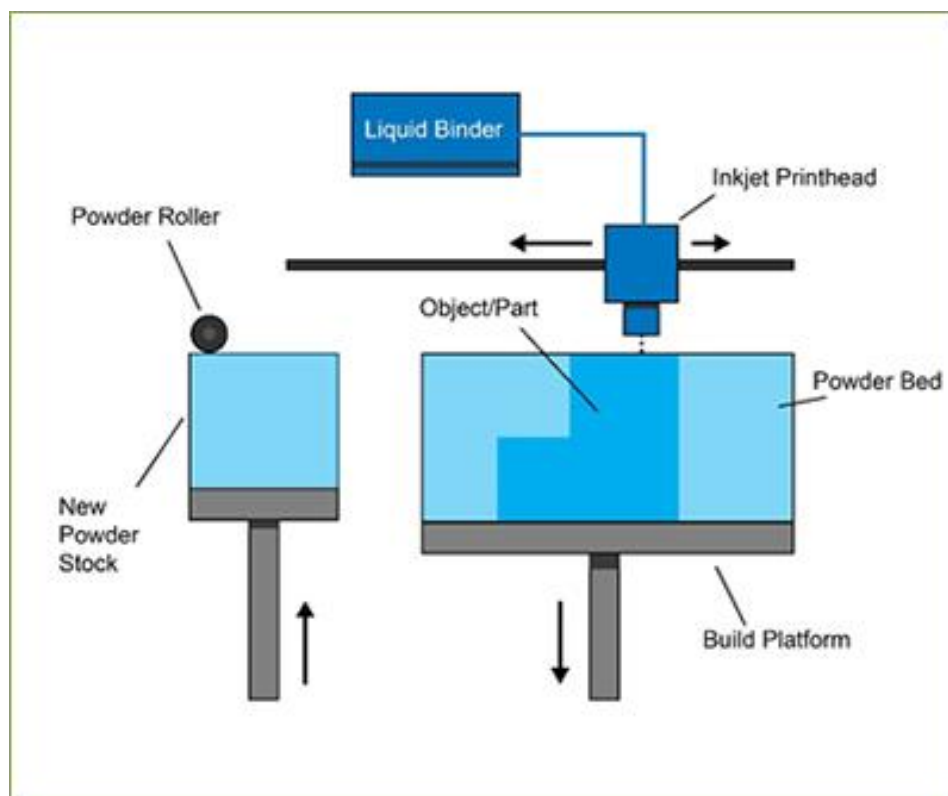 Liquid Binder
Inkjet Printhead
Powder Roller
Object/Part
Powder Bed
New
Powder
Stock
Build Platform